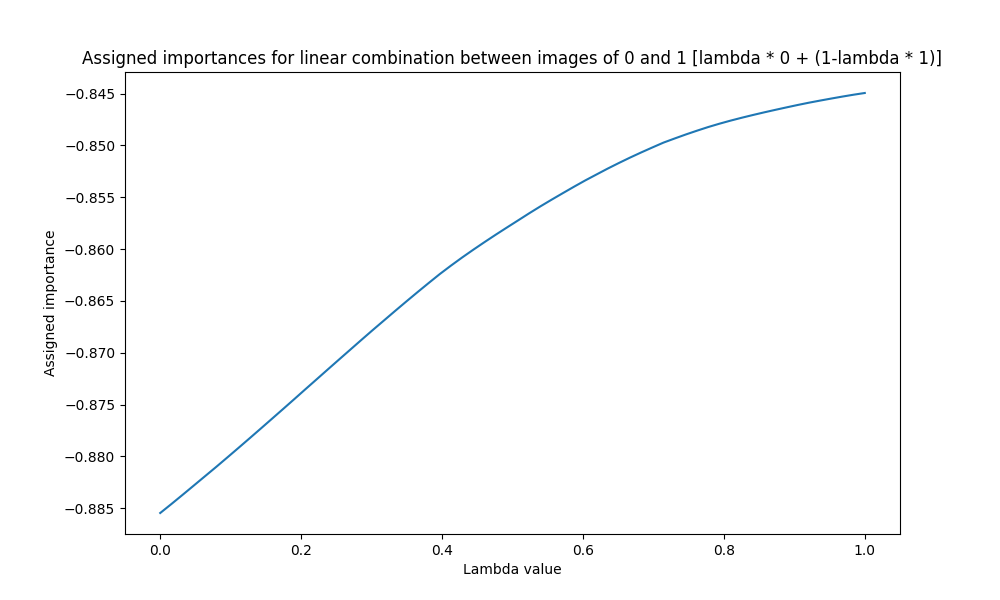 Assigned importances for linear combination between images of 0 and 1 [lambda * 0 + (1-lambda * 1)]
−0.845
−0.850
−0.855
−0.860
−0.865
−0.870
−0.875
−0.880
−0.885
Assigned importance
0.0 0.2 0.4 0.6 0.8 1.0
Lambda value